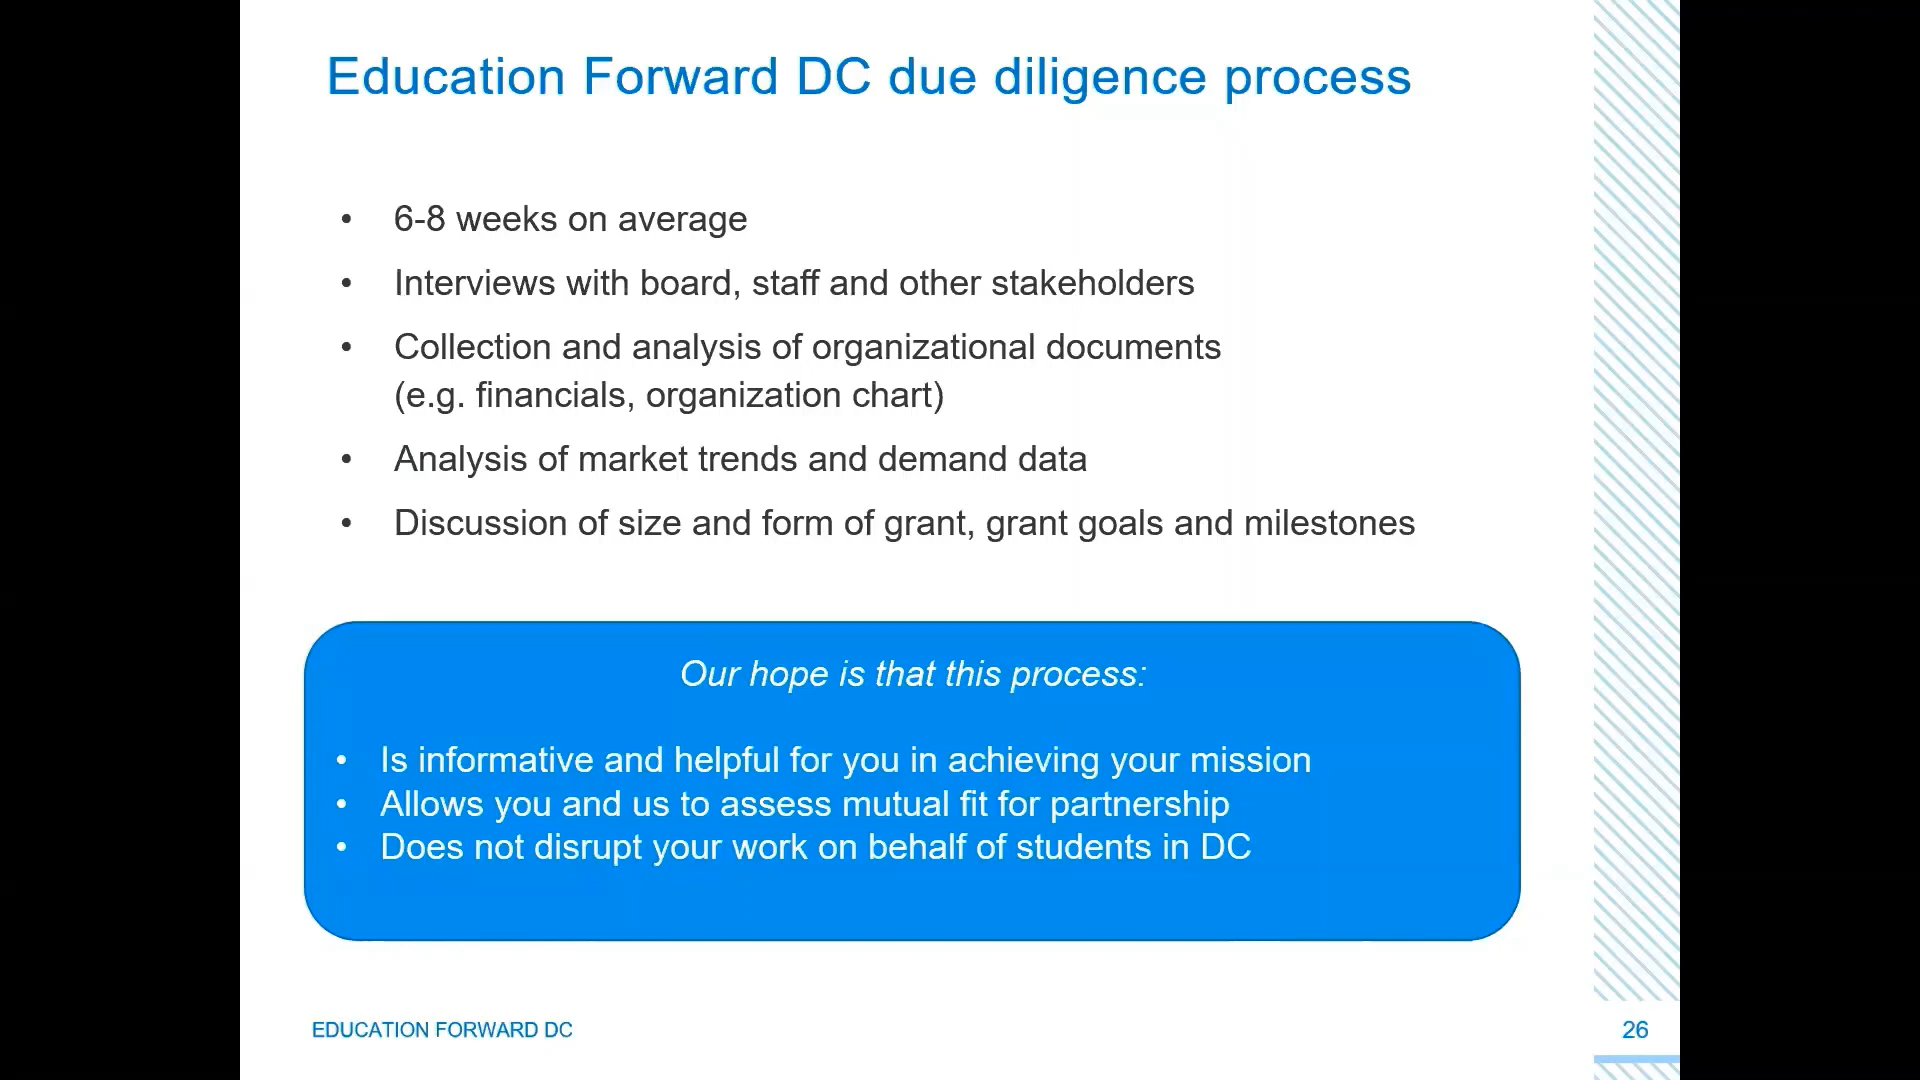 Education Forward DC due diligence process
• 6-8 weeks on average
• Interviews with board, staff and other stakeholders
• Collection and analysis of organizational documents
(e.g. financials, organization chart)
• Analysis of market trends and demand data
• Discussion of size and form of grant, grant goals and milestones
Our hope is that this process:
• Is informative and helpful for you in achieving your mission
• Allows you and us to assess mutual fit for partnership
• Does not disrupt your work on behalf of students in DC
EDUCATION FORWARD DC
26